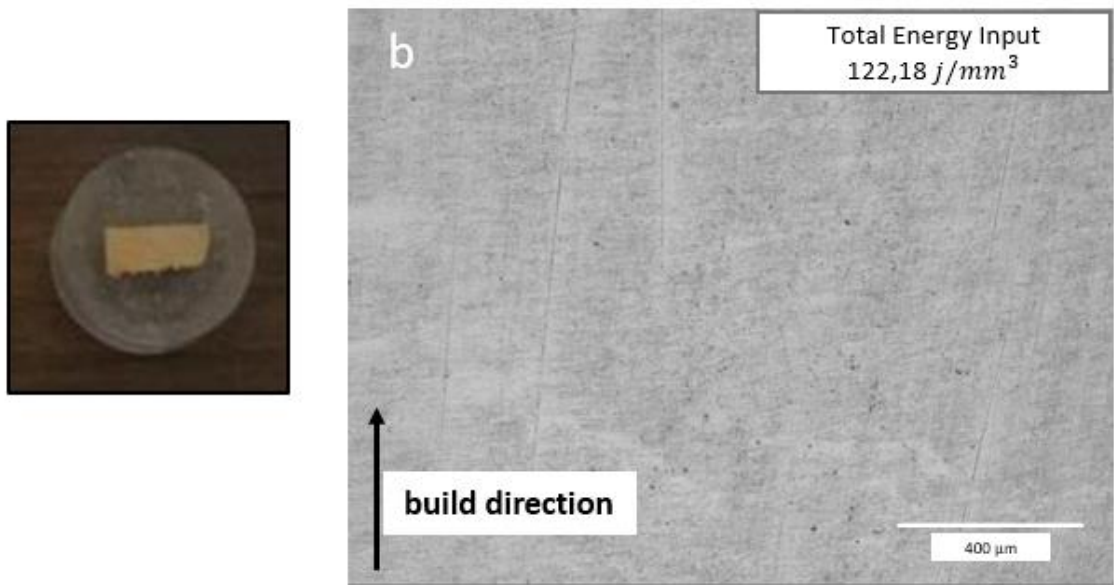 b
Total Energy Input
122,18 j/mm³
build direction
400 µm